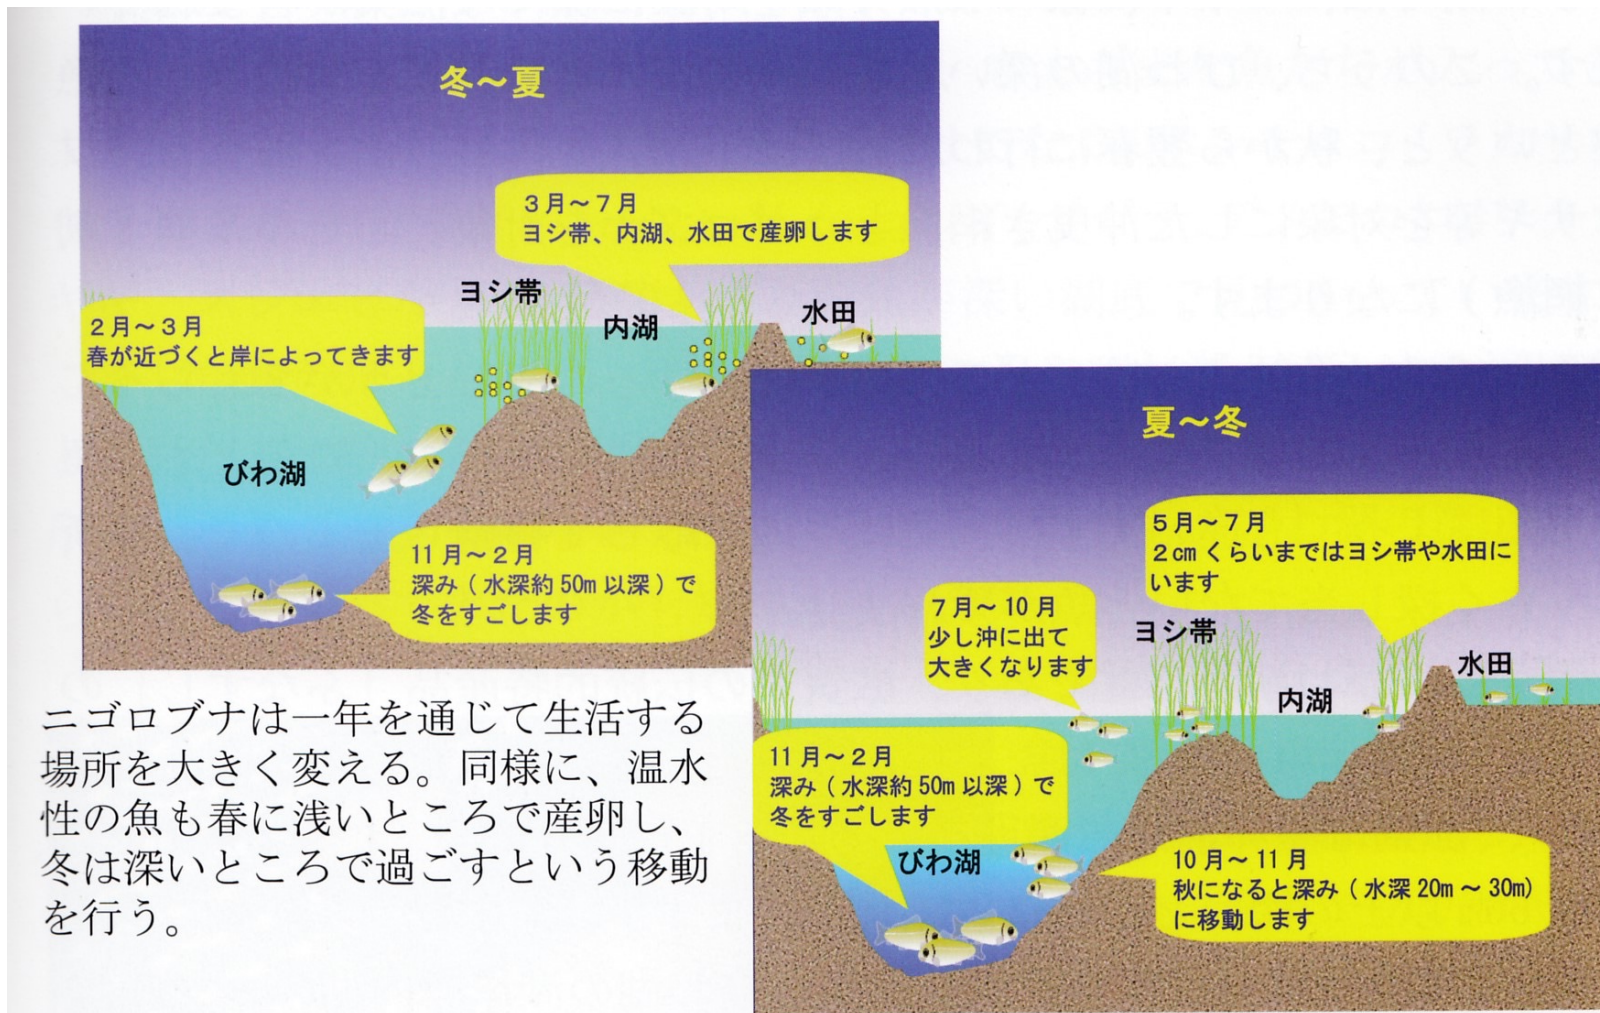 冬～夏
3月～7月
ヨシ帯、内湖、水田で産卵します
ヨシ帯
内湖
水田
2月～3月
春が近づくと岸によってきます
びわ湖
11月～2月
深み(水深約50m以深)で
冬をすごします
夏～冬
5月～7月
2cmくらいまではヨシ帯や水田に
います
7月～10月
少し沖に出て
大きくなります
ヨシ帯
内湖
水田
11月～2月
深み(水深約50m以深)で
冬をすごします
びわ湖
10月～11月
秋になると深み(水深20m～30m)
に移動します
ニゴロブナは一年を通じて生活する
場所を大きく変える。同様に、温水
性の魚も春に浅いところで産卵し、
冬は深いところで過ごすという移動
を行う。